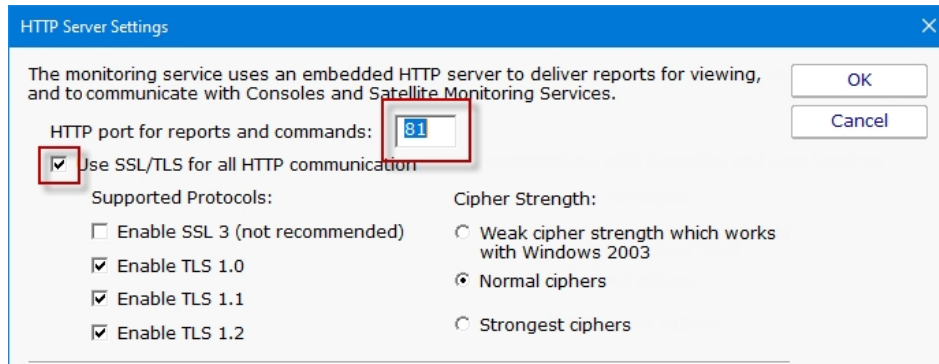 HTTP Server Settings
The monitoring service uses an embedded HTTP server to deliver reports for viewing,
and to communicate with Consoles and Satellite Monitoring Services.
OK
Cancel
HTTP port for reports and commands: 81
Use SSL/TLS for all HTTP communication
Supported Protocols:
Enable SSL 3 (not recommended)
Enable TLS 1.0
Enable TLS 1.1
Enable TLS 1.2
Cipher Strength:
Weak cipher strength which works
with Windows 2003
Normal ciphers
Strongest ciphers